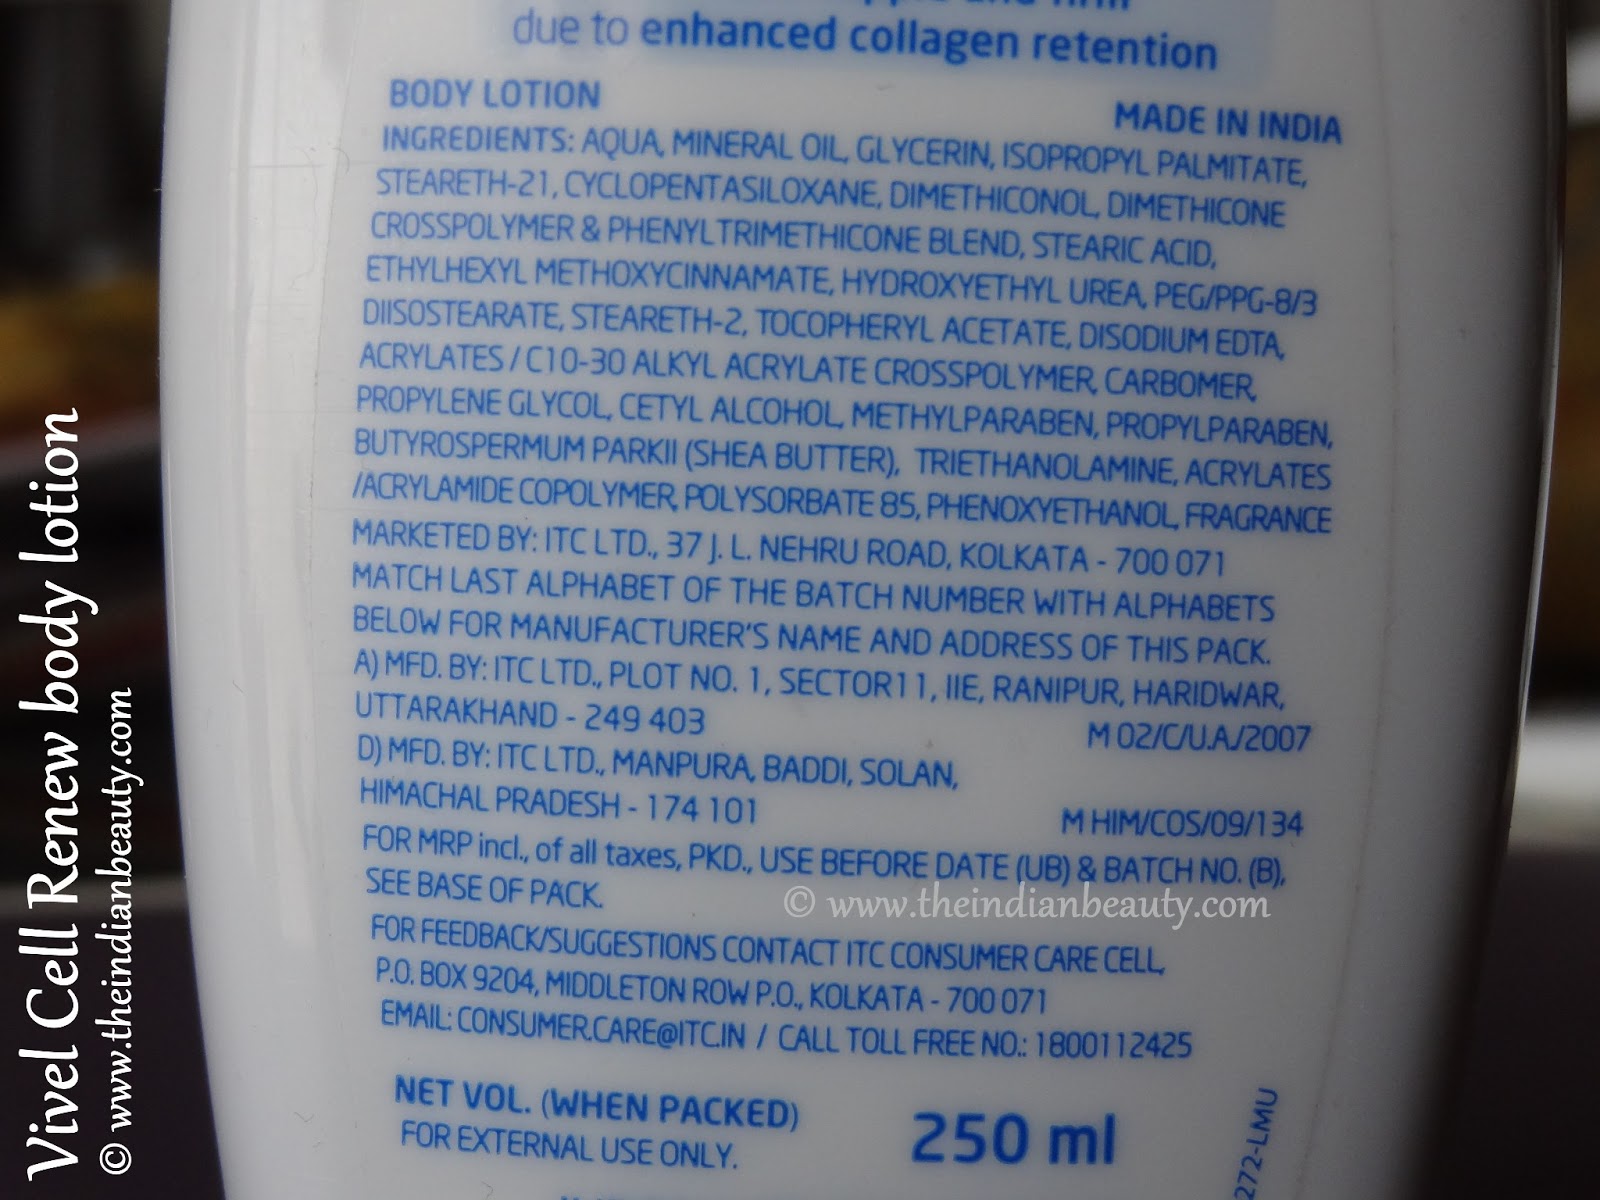 due to enhanced collagen retention
BODY LOTION
MADE IN INDIA
INGREDIENTS: AQUA, MINERAL OIL, GLYCERIN, ISOPROPYL PALMITATE,
STEARETH-21, CYCLOPENTASILOXANE, DIMETHICONOL, DIMETHICONE
CROSSPOLYMER & PHENYLTRIMETHICONE BLEND, STEARIC ACID,
ETHYLHEXYL METHOXYCINNAMATE, HYDROXYETHYL UREA, PEG/PPG-8/3
DIISOSTEARATE, STEARETH-2, TOCOPHERYL ACETATE, DISODIUM EDTA,
ACRYLATES / C10-30 ALKYL ACRYLATE CROSSPOLYMER, CARBOMER,
PROPYLENE GLYCOL, CETYL ALCOHOL, METHYLPARABEN, PROPYLPARABEN,
BUTYROSPERMUM PARKII (SHEA BUTTER), TRIETHANOLAMINE, ACRYLATES
/ACRYLAMIDE COPOLYMER, POLYSORBATE 85, PHENOXYETHANOL, FRAGRANCE
MARKETED BY: ITC LTD., 37 J. L. NEHRU ROAD, KOLKATA - 700 071
MATCH LAST ALPHABET OF THE BATCH NUMBER WITH ALPHABETS
BELOW FOR MANUFACTURER'S NAME AND ADDRESS OF THIS PACK.
A) MFD. BY: ITC LTD., PLOT NO. 1, SECTOR11, IIE, RANIPUR, HARIDWAR,
UTTARAKHAND - 249 403
M 02/C/U.A./2007
D) MFD. BY: ITC LTD., MANPURA, BADDI, SOLAN,
HIMACHAL PRADESH - 174 101
M HIM/COS/09/134
FOR MRP incl., of all taxes, PKD., USE BEFORE DATE (UB) & BATCH NO. (B),
SEE BASE OF PACK.
© www.theindianbeauty.com
FOR FEEDBACK/SUGGESTIONS CONTACT ITC CONSUMER CARE CELL,
P.O. BOX 9204, MIDDLETON ROW P.O., KOLKATA - 700 071
EMAIL: CONSUMER.CARE@ITC.IN / CALL TOLL FREE NO.: 1800112425
NET VOL. (WHEN PACKED)
250 ml
FOR EXTERNAL USE ONLY.
272-LMU
Vivel Cell Renew body lotion
© www.theindianbeauty.com